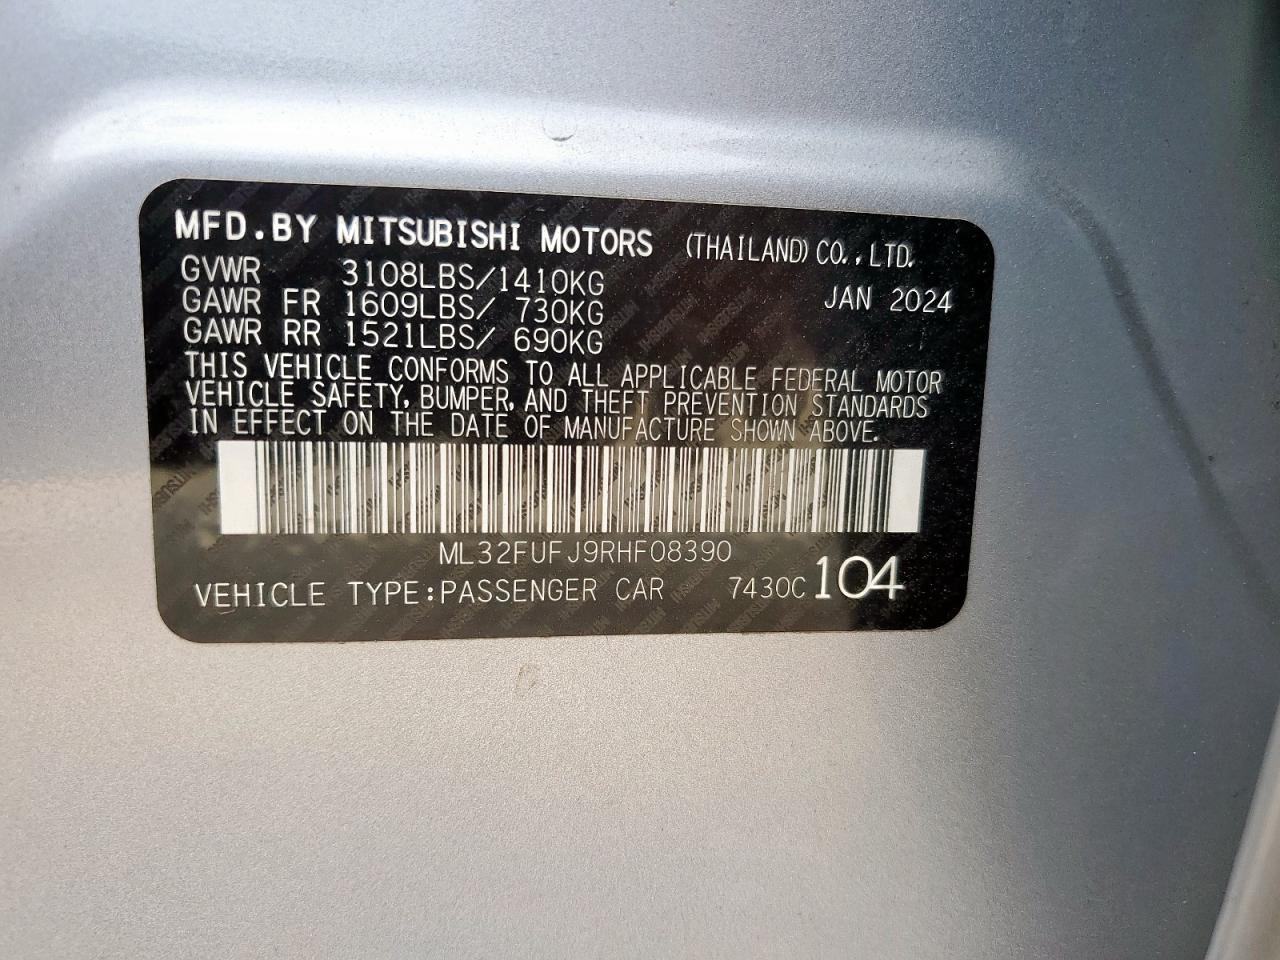 MFD.BY MITSUBISHI MOTORS (THAILAND) CO.,LTD.
GVWR 3108LBS/1410KG JAN 2024
GAWR FR 1609LBS/ 730KG
GAWR RR 1521LBS/ 690KG
THIS VEHICLE CONFORMS TO ALL APPLICABLE FEDERAL MOTOR
VEHICLE SAFETY, BUMPER, AND THEFT PREVENTION STANDARDS
IN EFFECT ON THE DATE OF MANUFACTURE SHOWN ABOVE.
ML32FUFJ9RHF08390
VEHICLE TYPE:PASSENGER CAR 7430C 104